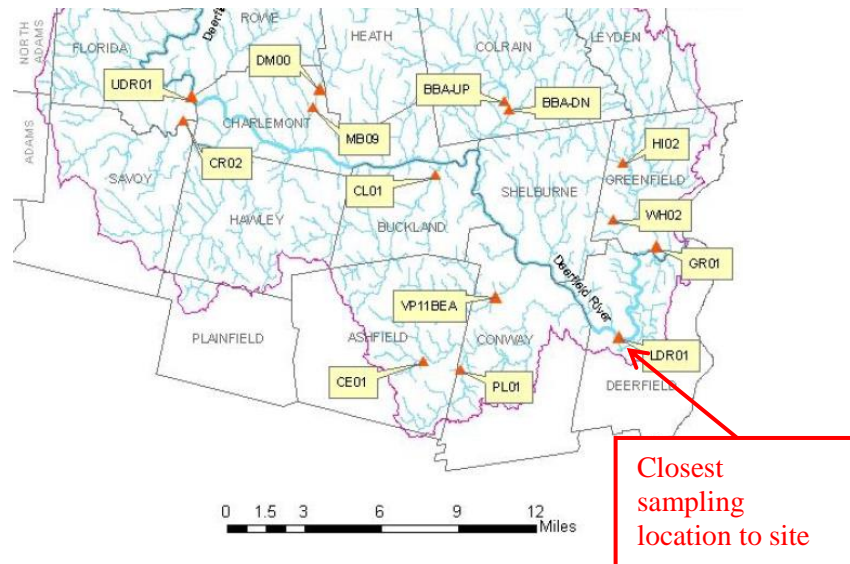 NORTH
ADAMS
FLORIDA
ROWE
Deerfi
HEATH
COLRAIN
LEYDEN
DM00
UDR01
BBA-UP
BBA-DN
CHARLEMONT
MB09
ADAMS
HI02
CR02
SAVOY
CL01
SHELBURNE
GREENFIELD
HAWLEY
BUCKLAND
WH02
GR01
Deerfield River
VP11BEA
PLAINFIELD
ASHFIELD
CONWAY
LDR01
CE01
PL01
DEERFIELD
Closest
sampling
location to site
0 1.5 3 6 9 12
Miles